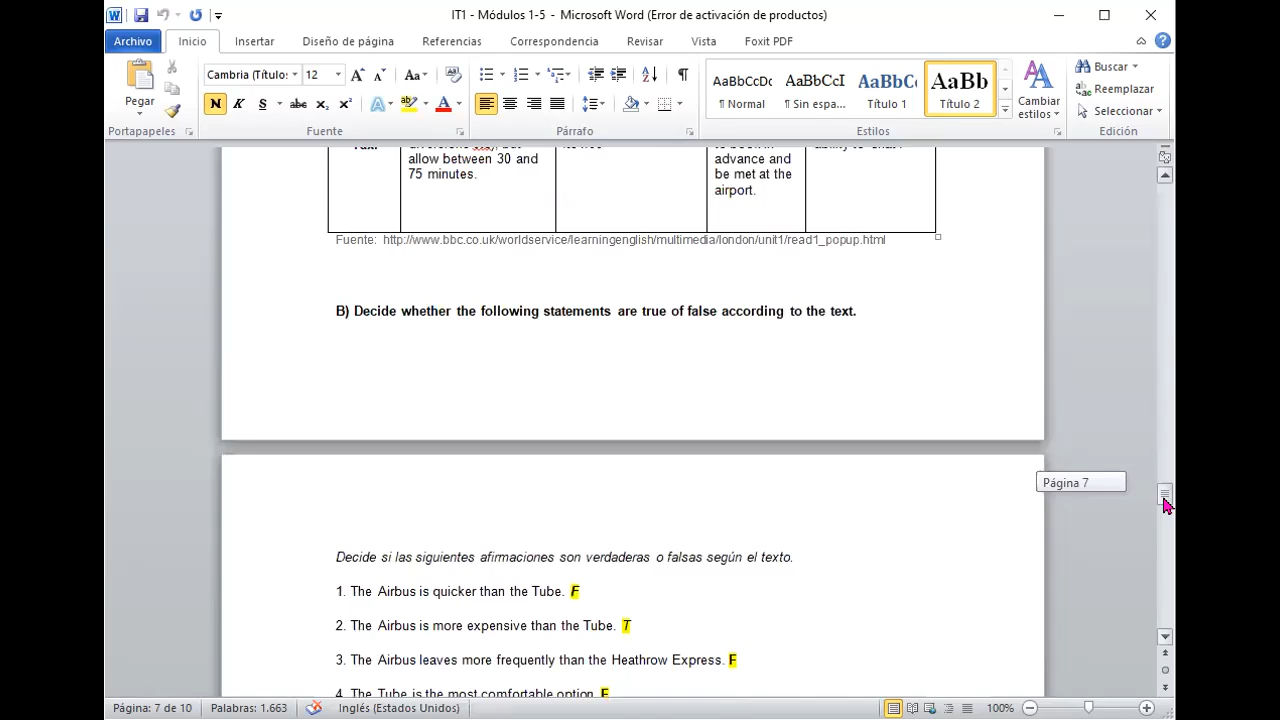 IT1 - Módulos 1-5 - Microsoft Word (Error de activación de productos)
Archivo Inicio Insertar Diseño de página Referencias Correspondencia Revisar Vista Foxit PDF
Pegar
Portapapeles
Cambria (Título: 12
N K S abc x₂ x² A ab A
Fuente
Párrafo
AaBbCcDc AaBbCcI AaBbCc AaBb
¶ Normal ¶ Sin espa... Título 1 Título 2
Cambiar estilos
Estilos
Buscar
Reemplazar
Seleccionar
Edición
allow between 30 and
75 minutes.
advance and
be met at the
airport.
Fuente: http://www.bbc.co.uk/worldservice/learningenglish/multimedia/london/unit1/read1_popup.html
B) Decide whether the following statements are true of false according to the text.
Página 7
Decide si las siguientes afirmaciones son verdaderas o falsas según el texto.
1. The Airbus is quicker than the Tube. F
2. The Airbus is more expensive than the Tube. T
3. The Airbus leaves more frequently than the Heathrow Express. F
4. The Tube is the most comfortable option. F
Página: 7 de 10 Palabras: 1.663 Inglés (Estados Unidos) 100%